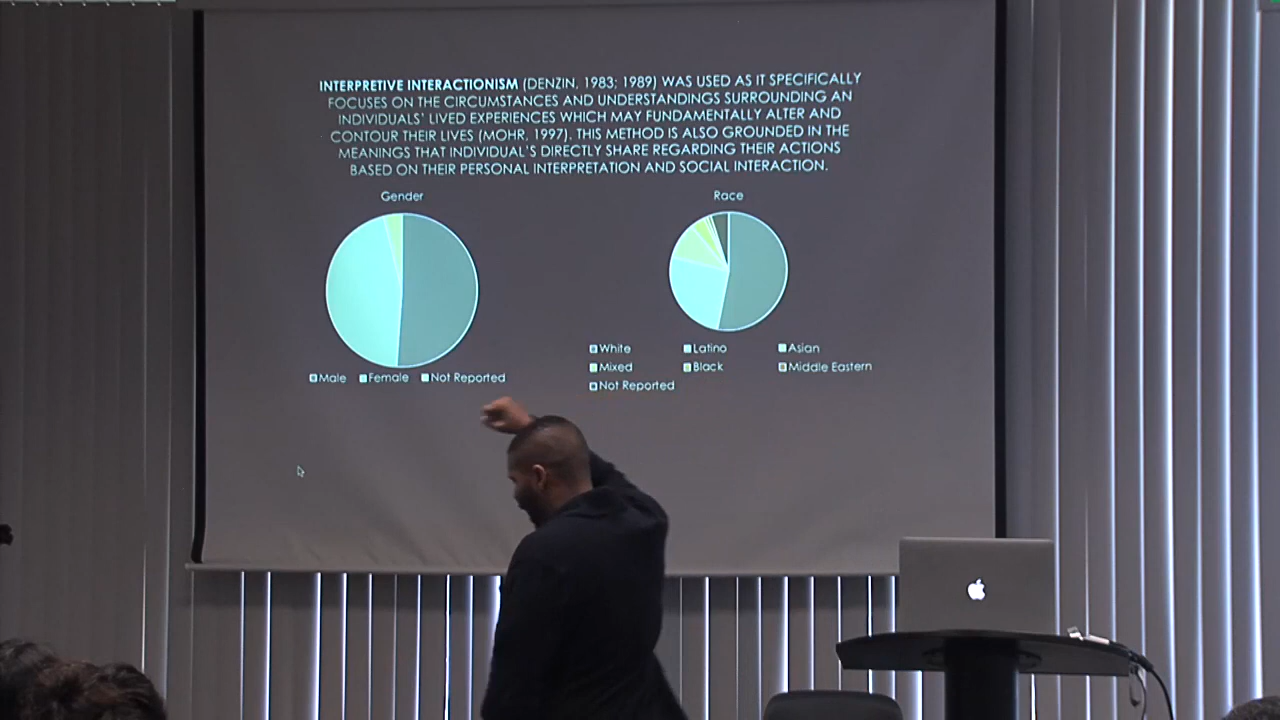 INTERPRETIVE INTERACTIONISM (DENZIN, 1983; 1989) WAS USED AS IT SPECIFICALLY
FOCUSES ON THE CIRCUMSTANCES AND UNDERSTANDINGS SURROUNDING AN
INDIVIDUALS' LIVED EXPERIENCES WHICH MAY FUNDAMENTALLY ALTER AND
CONTOUR THEIR LIVES (MOHR, 1997). THIS METHOD IS ALSO GROUNDED IN THE
MEANINGS THAT INDIVIDUAL'S DIRECTLY SHARE REGARDING THEIR ACTIONS
BASED ON THEIR PERSONAL INTERPRETATION AND SOCIAL INTERACTION.
Gender
Male Female Not Reported
Race
White Latino Asian
Mixed Black Middle Eastern
Not Reported